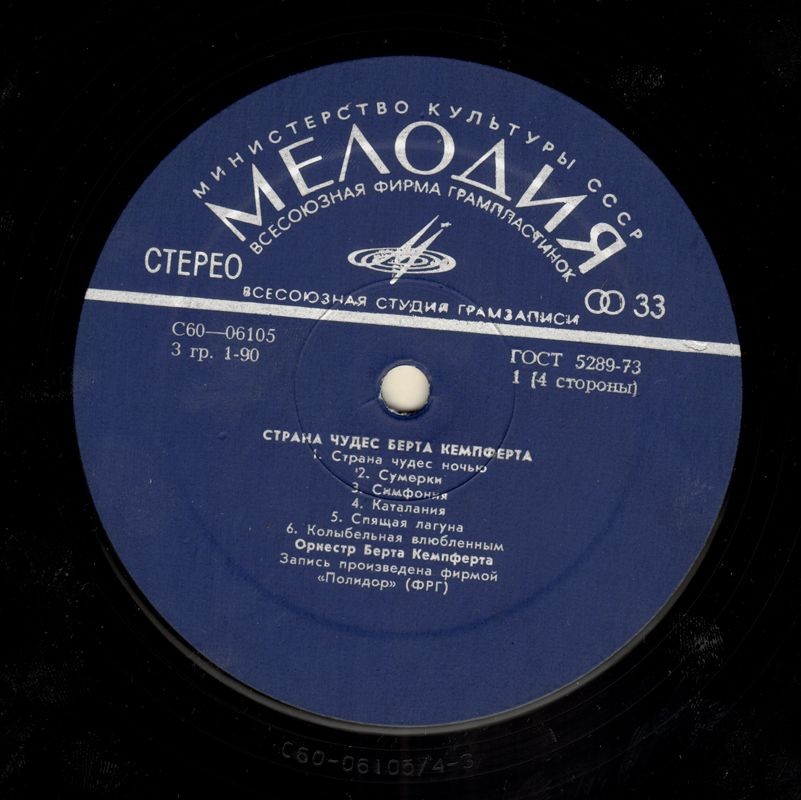 МИНИСТЕРСТВО КУЛЬТУРЫ СССР
МЕЛОДИЯ
ВСЕСОЮЗНАЯ ФИРМА ГРАМПЛАСТИНОК
СТЕРЕО
33
ВСЕСОЮЗНАЯ СТУДИЯ ГРАМЗАПИСИ
С60—06105
3 гр. 1-90
ГОСТ 5289-73
1 (4 стороны)
СТРАНА ЧУДЕС БЕРТА КЕМПФЕРТА
1. Страна чудес ночью
2. Сумерки
3. Симфония
4. Каталания
5. Спящая лагуна
6. Колыбельная влюбленным
Оркестр Берта Кемпферта
Запись произведена фирмой
«Полидор» (ФРГ)
С60-06105/4-3